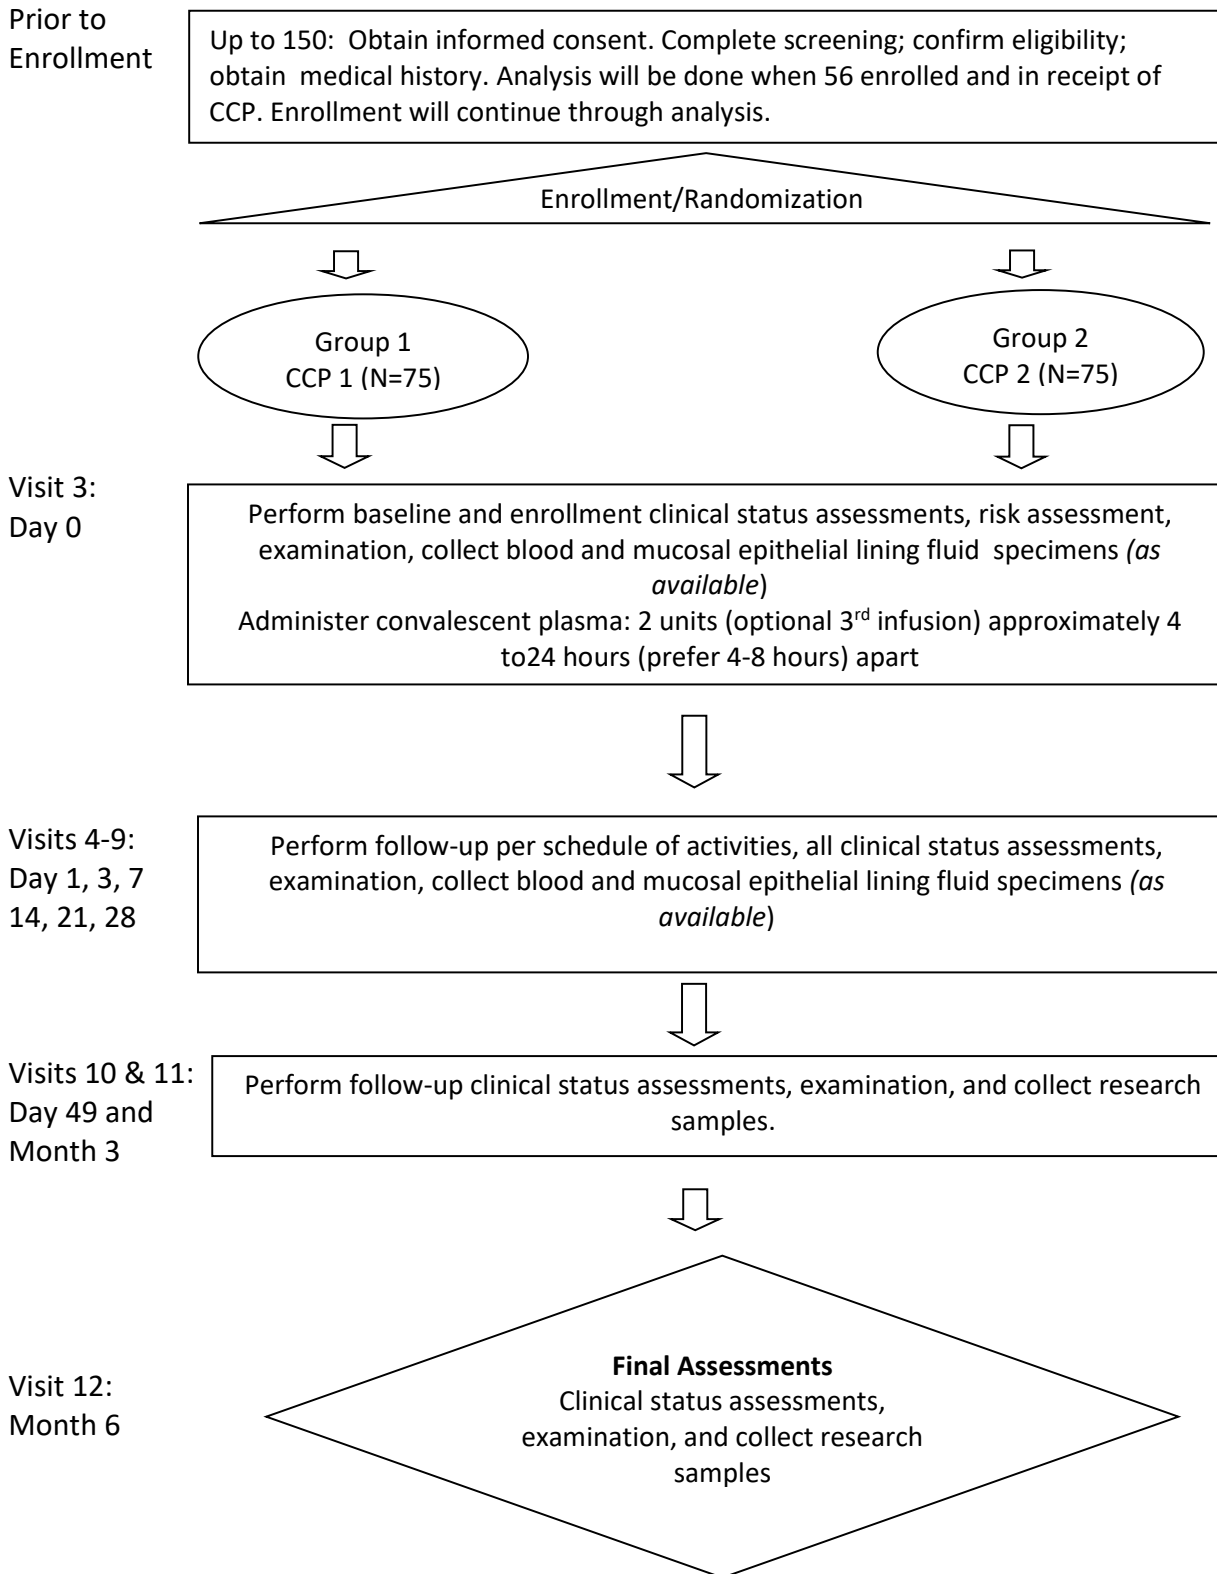 Prior to
Enrollment
Up to 150:  Obtain informed consent. Complete screening; confirm eligibility;
obtain  medical history. Analysis will be done when 56 enrolled and in receipt of
CCP. Enrollment will continue through analysis.
Enrollment/Randomization
Group 1
CCP 1 (N=75)
Group 2
CCP 2 (N=75)
Visit 3:
Day 0
Perform baseline and enrollment clinical status assessments, risk assessment,
examination, collect blood and mucosal epithelial lining fluid  specimens (as
available)
Administer convalescent plasma: 2 units (optional 3rd infusion) approximately 4
to24 hours (prefer 4-8 hours) apart
Visits 4-9:
Day 1, 3, 7
14, 21, 28
Perform follow-up per schedule of activities, all clinical status assessments,
examination, collect blood and mucosal epithelial lining fluid specimens (as
available)
Visits 10 & 11:
Day 49 and
Month 3
Perform follow-up clinical status assessments, examination, and collect research
samples.
Visit 12:
Month 6
Final Assessments
Clinical status assessments,
examination, and collect research
samples